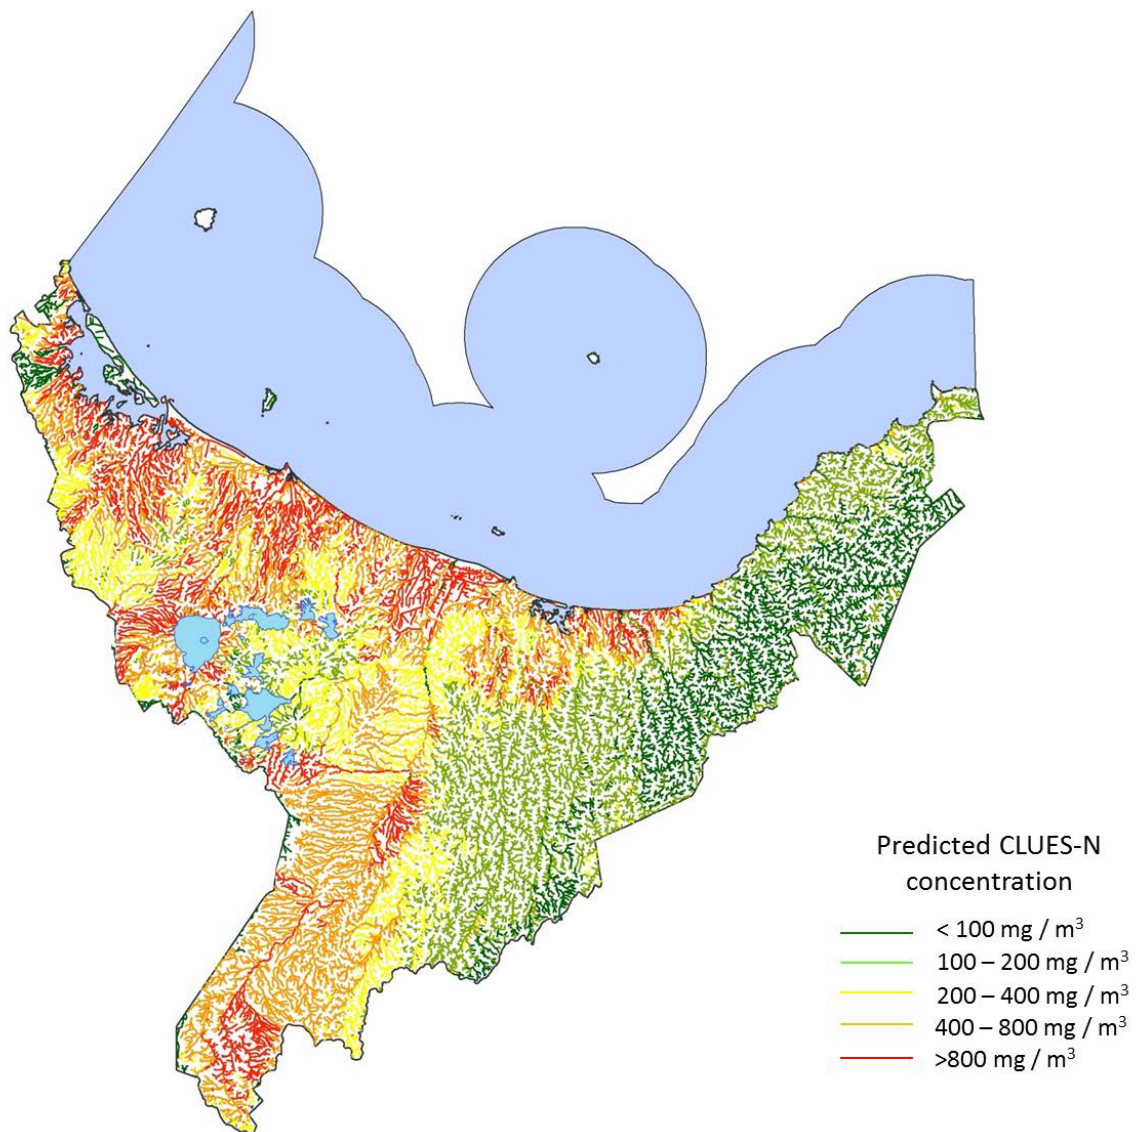 Predicted CLUES-N
concentration
< 100 mg / m³
100 – 200 mg / m³
200 – 400 mg / m³
400 – 800 mg / m³
>800 mg / m³